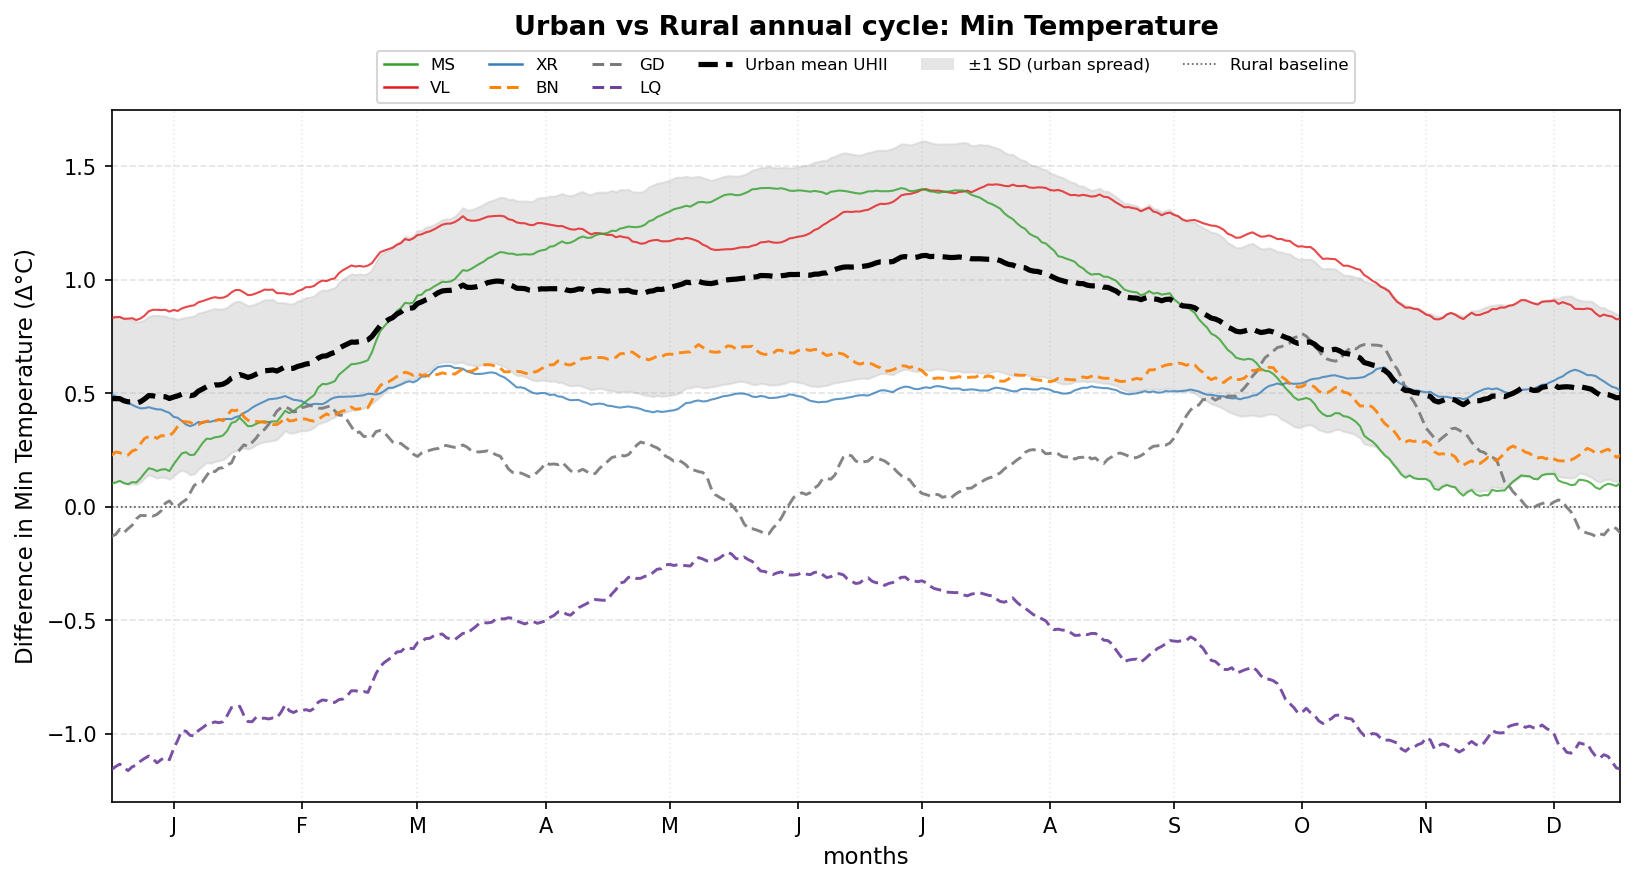 Urban vs Rural annual cycle: Min Temperature
MS XR GD Urban mean UHII ±1 SD (urban spread) Rural baseline
VL BN LQ
Difference in Min Temperature (Δ°C)
1.5
1.0
0.5
0.0
−0.5
−1.0
J F M A M J J A S O N D
months